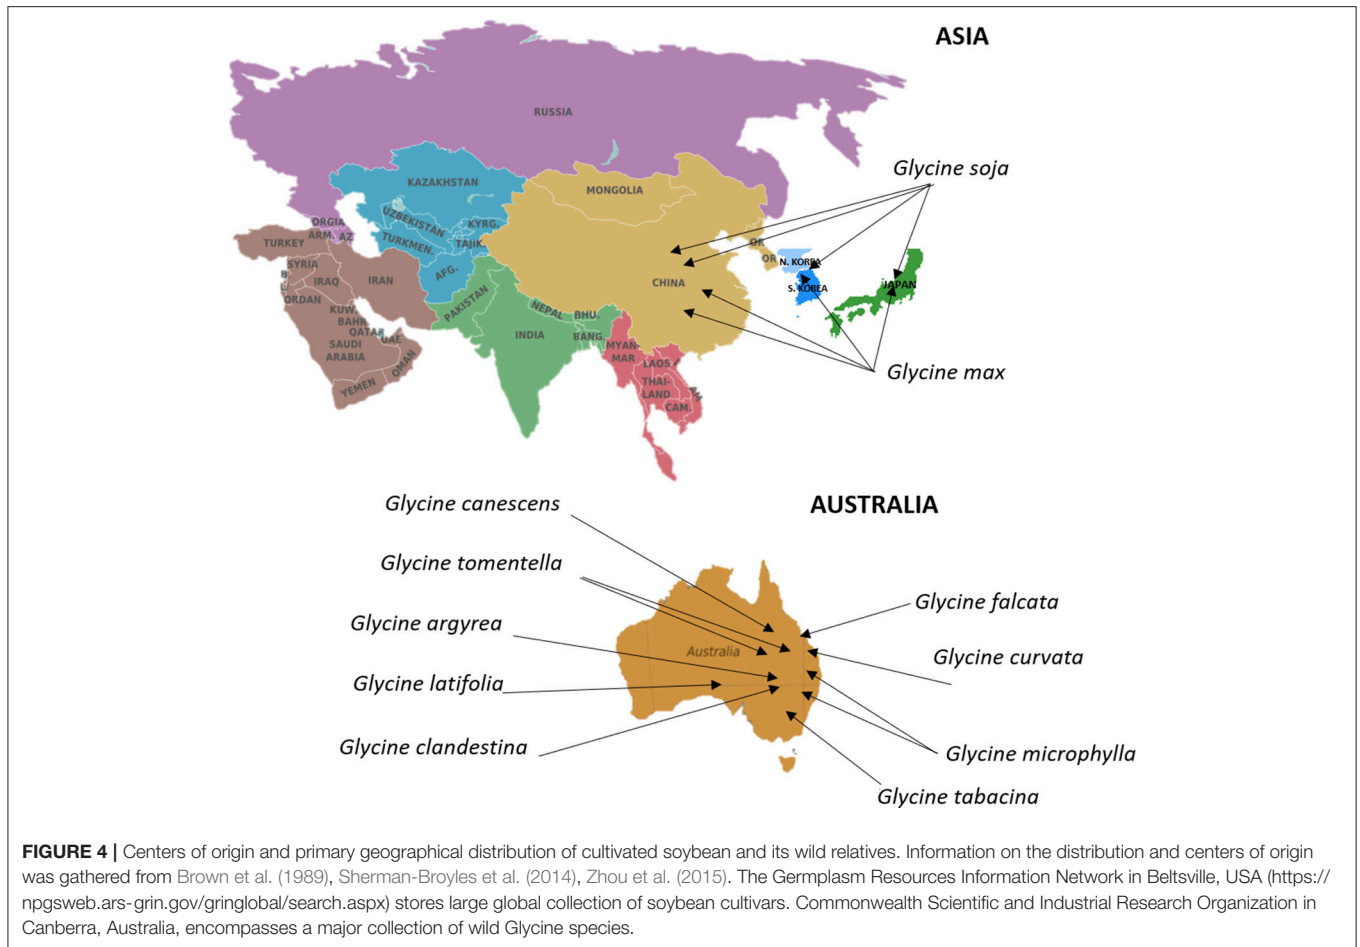 ASIA
RUSSIA
Glycine soja
KAZAKHSTAN
MONGOLIA
UZBEKISTAN
KYRG.
ORGIA
ARM. AZ
TURKMEN.
TAJIK.
TURKEY
OR
OR
N. KOREA
SYRIA
B.
AFG.
IRAQ
IRAN
CHINA
S. KOREA
JAPAN
L.
ORDAN
PAKISTAN
KUW.
NEPAL
BHU.
BAHR.
QATAR
UAE
INDIA
BANG.
SAUDI
ARABIA
MYAN-
MAR
OMAN
LAOS
YEMEN
THAI-
LAND
AM
CAM.
Glycine max
Glycine canescens
AUSTRALIA
Glycine tomentella
Glycine falcata
Glycine argyrea
Australia
Glycine curvata
Glycine latifolia
Glycine clandestina
Glycine microphylla
Glycine tabacina
FIGURE 4 | Centers of origin and primary geographical distribution of cultivated soybean and its wild relatives. Information on the distribution and centers of origin
was gathered from Brown et al. (1989), Sherman-Broyles et al. (2014), Zhou et al. (2015). The Germplasm Resources Information Network in Beltsville, USA (https://
npgsweb.ars-grin.gov/gringlobal/search.aspx) stores large global collection of soybean cultivars. Commonwealth Scientific and Industrial Research Organization in
Canberra, Australia, encompasses a major collection of wild Glycine species.